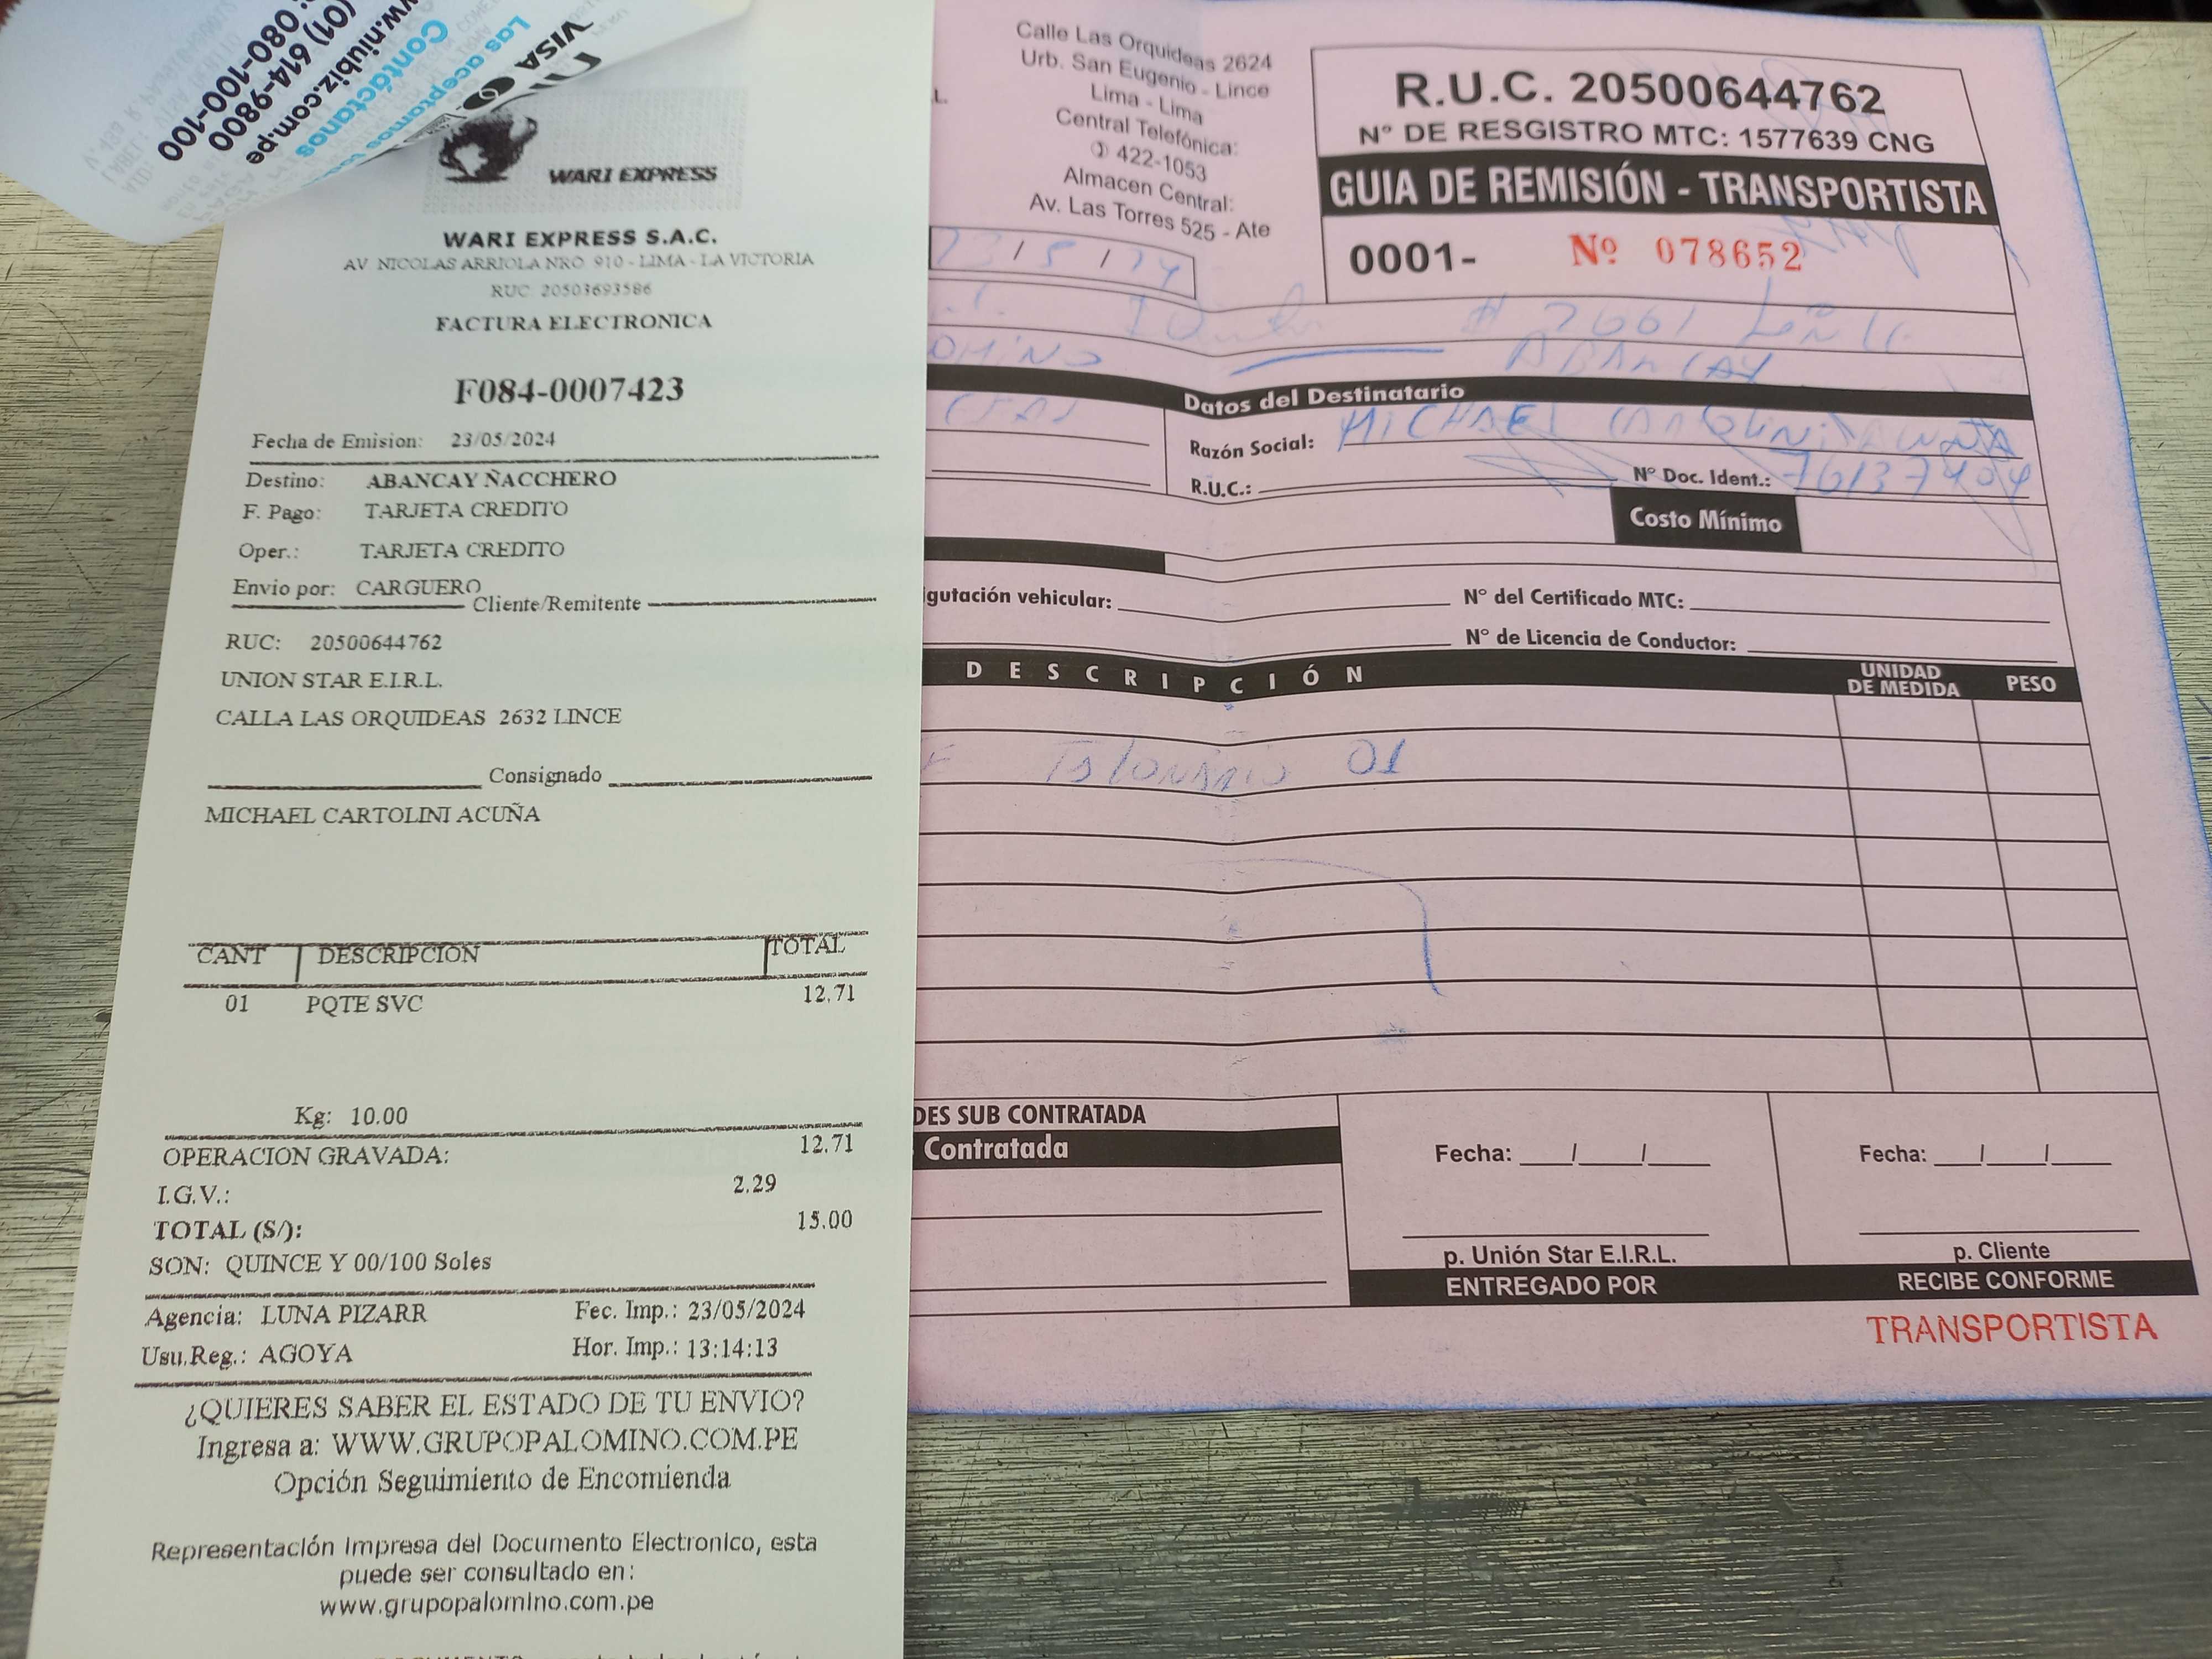 080-100-100
(01) 614-9800
www.niubiz.com.pe
Contáctanos
Las aceptamos
VISA
WARI EXPRESS
WARI EXPRESS S.A.C.
AV. NICOLAS ARRIOLA NRO. 910 - LIMA - LA VICTORIA
RUC: 20503693586
FACTURA ELECTRONICA
F084-0007423
Fecha de Emision: 23/05/2024
Destino: ABANCAY ÑACCHERO
F. Pago: TARJETA CREDITO
Oper.: TARJETA CREDITO
Envio por: CARGUERO
Cliente/Remitente
RUC: 20500644762
UNION STAR E.I.R.L.
CALLA LAS ORQUIDEAS 2632 LINCE
Consignado
MICHAEL CARTOLINI ACUÑA
CANT DESCRIPCION TOTAL
01 PQTE SVC 12.71
Kg: 10.00
OPERACION GRAVADA: 12.71
I.G.V.: 2.29
TOTAL (S/): 15.00
SON: QUINCE Y 00/100 Soles
Agencia: LUNA PIZARR Fec. Imp.: 23/05/2024
Usu.Reg.: AGOYA Hor. Imp.: 13:14:13
¿QUIERES SABER EL ESTADO DE TU ENVIO?
Ingresa a: WWW.GRUPOPALOMINO.COM.PE
Opción Seguimiento de Encomienda
Representación Impresa del Documento Electronico, esta
puede ser consultado en:
www.grupopalomino.com.pe
Calle Las Orquideas 2624
Urb. San Eugenio - Lince
Lima - Lima
Central Telefónica:
422-1053
Almacen Central:
Av. Las Torres 525 - Ate
R.U.C. 20500644762
N° DE RESGISTRO MTC: 1577639 CNG
GUIA DE REMISIÓN - TRANSPORTISTA
0001- Nº 078652
ABANCAY
Datos del Destinatario
Razón Social: MICHAEL
R.U.C.: N° Doc. Ident.: 76137404
Costo Mínimo
igutación vehicular: N° del Certificado MTC:
N° de Licencia de Conductor:
DESCRIPCIÓN UNIDAD DE MEDIDA PESO
Talonario 01
DES SUB CONTRATADA
Contratada
Fecha: / / Fecha: / /
p. Unión Star E.I.R.L. p. Cliente
ENTREGADO POR RECIBE CONFORME
TRANSPORTISTA